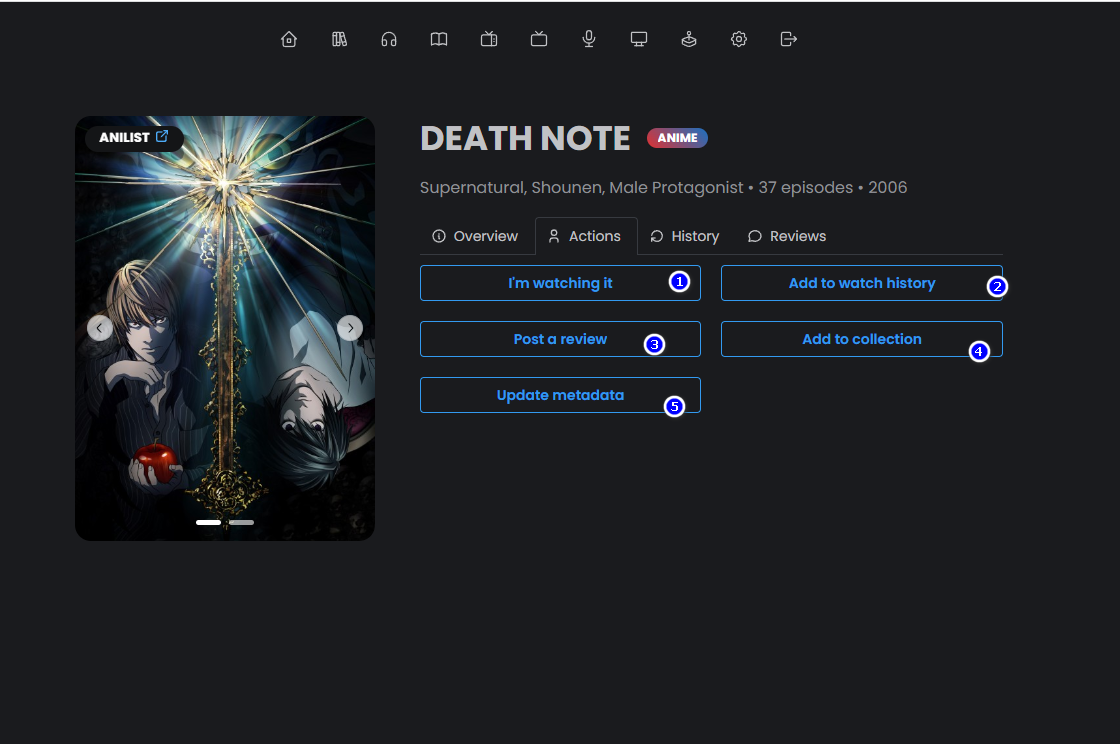 ANILIST
DEATH NOTE ANIME
Supernatural, Shounen, Male Protagonist • 37 episodes • 2006
Overview Actions History Reviews
I'm watching it 1 Add to watch history 2
Post a review 3 Add to collection 4
Update metadata 5